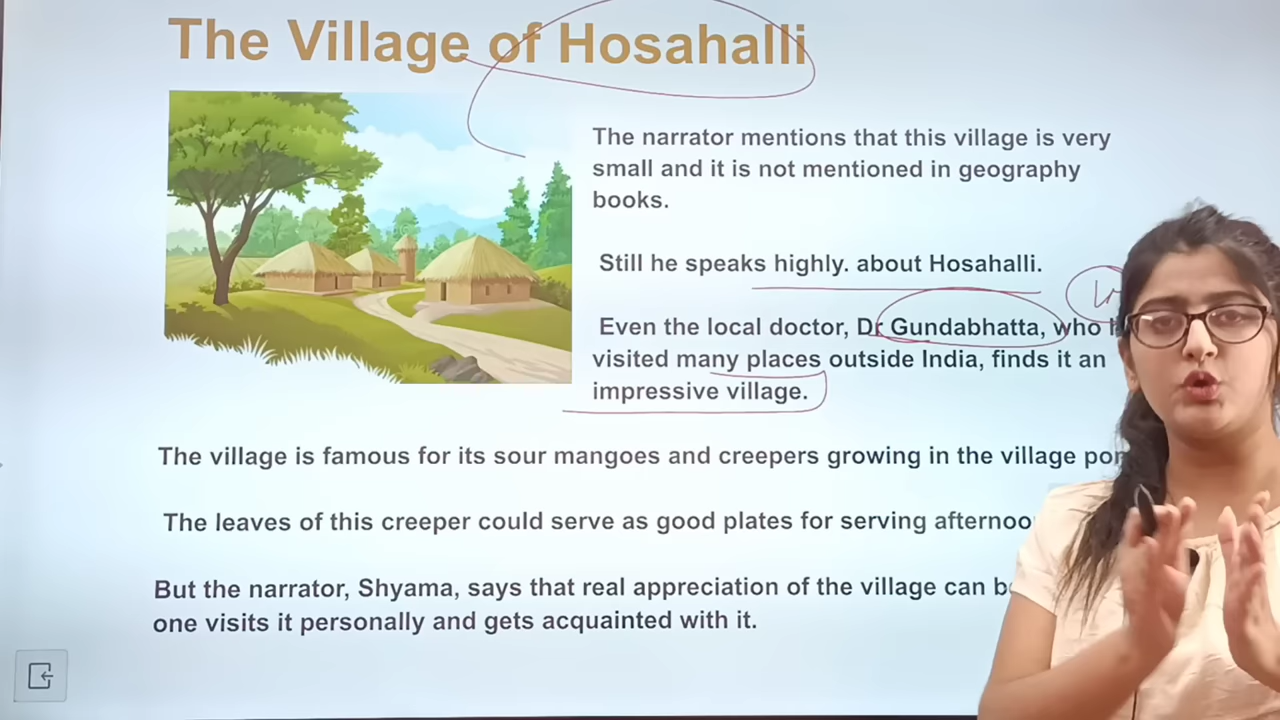 The Village of Hosahalli
The narrator mentions that this village is very
small and it is not mentioned in geography
books.
Still he speaks highly. about Hosahalli.
Even the local doctor, Dr Gundabhatta, who
visited many places outside India, finds it an
impressive village.
The village is famous for its sour mangoes and creepers growing in the village
The leaves of this creeper could serve as good plates for serving
But the narrator, Shyama, says that real appreciation of the village can
one visits it personally and gets acquainted with it.